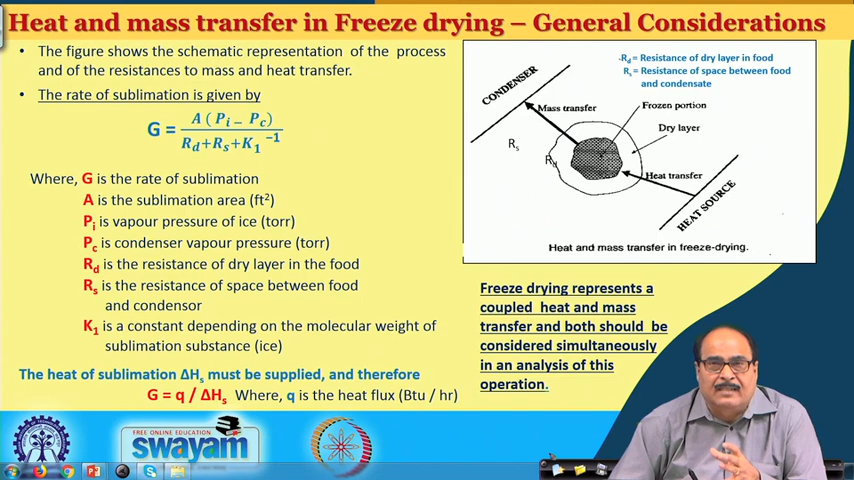 Heat and mass transfer in Freeze drying – General Considerations
• The figure shows the schematic representation of the process
and of the resistances to mass and heat transfer.
• The rate of sublimation is given by
G = A ( Pi – Pc) / Rd+Rs+K1 ⁻¹
Where, G is the rate of sublimation
A is the sublimation area (ft²)
Pi is vapour pressure of ice (torr)
Pc is condenser vapour pressure (torr)
Rd is the resistance of dry layer in the food
Rs is the resistance of space between food
and condensor
K1 is a constant depending on the molecular weight of
sublimation substance (ice)
The heat of sublimation ΔHs must be supplied, and therefore
G = q / ΔHs Where, q is the heat flux (Btu / hr)
Rd = Resistance of dry layer in food
Rs = Resistance of space between food
and condensate
CONDENSER
Mass transfer
Frozen portion
Dry layer
Rs
Rd
Heat transfer
HEAT SOURCE
Heat and mass transfer in freeze-drying.
Freeze drying represents a
coupled heat and mass
transfer and both should be
considered simultaneously
in an analysis of this
operation.
FREE ONLINE EDUCATION
swayam